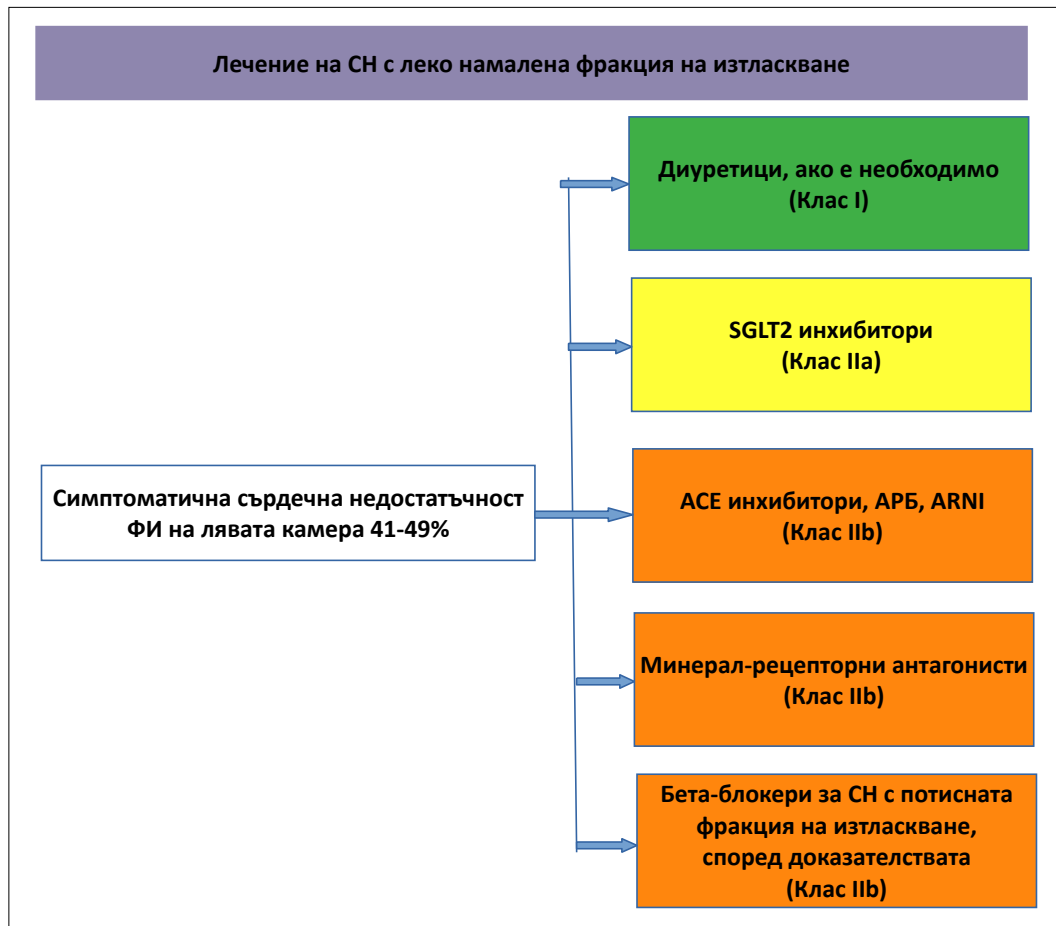 Лечение на СН с леко намалена фракция на изтласкване
Диуретици, ако е необходимо
(Клас I)
SGLT2 инхибитори
(Клас IIa)
Симптоматична сърдечна недостатъчност
ФИ на лявата камера 41-49%
ACE инхибитори, АРБ, ARNI
(Клас IIb)
Минерал-рецепторни антагонисти
(Клас IIb)
Бета-блокери за СН с потисната
фракция на изтласкване,
според доказателствата
(Клас IIb)